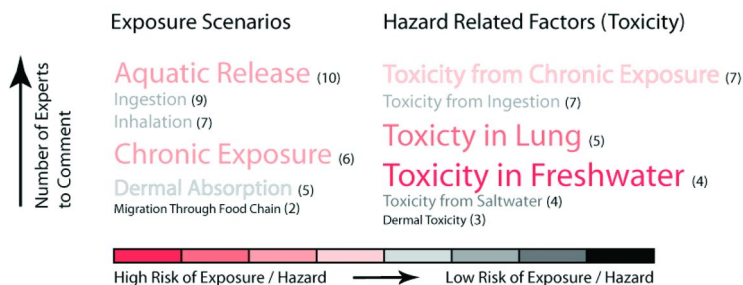 Exposure Scenarios
Aquatic Release (10)
Ingestion (9)
Inhalation (7)
Chronic Exposure (6)
Dermal Absorption (5)
Migration Through Food Chain (2)
Hazard Related Factors (Toxicity)
Toxicity from Chronic Exposure (7)
Toxicity from Ingestion (7)
Toxicty in Lung (5)
Toxicity in Freshwater (4)
Toxicity from Saltwater (4)
Dermal Toxicity (3)
Number of Experts
to Comment
High Risk of Exposure / Hazard
Low Risk of Exposure / Hazard